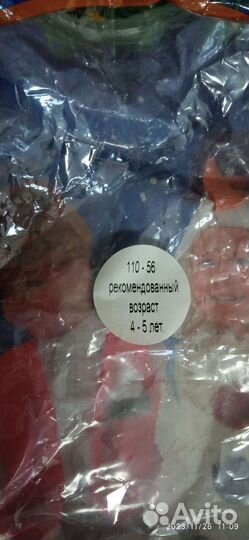 110 - 56
рекомендованный
возраст
4 - 5 лет.
Avito
2023/11/26 11:09